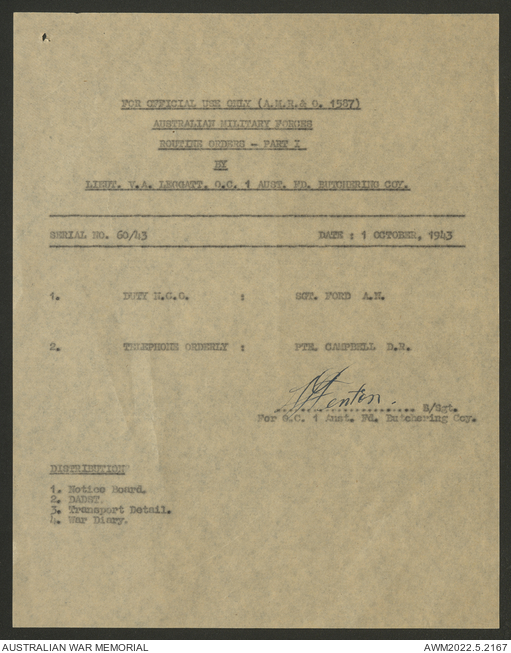 FOR OFFICIAL USE ONLY (A.M.R.& O. 1587)
AUSTRALIAN MILITARY FORCES
ROUTINE ORDERS - PART I
BY
LIEUT. V.A. LEGGATT. O.C. 1 AUST. FD. BUTCHERING COY.
SERIAL NO. 60/43 DATE : 1 OCTOBER, 1943
1. DUTY N.C.O. : SGT. FORD A.N.
2. TELEPHONE ORDERLY : PTE. CAMPBELL D.R.
Fenton. S/Sgt.
For O.C. 1 Aust. Fd. Butchering Coy.
DISTRIBUTION
1. Notice Board.
2. DADST.
3. Transport Detail.
4. War Diary.
AUSTRALIAN WAR MEMORIAL AWM2022.5.2167